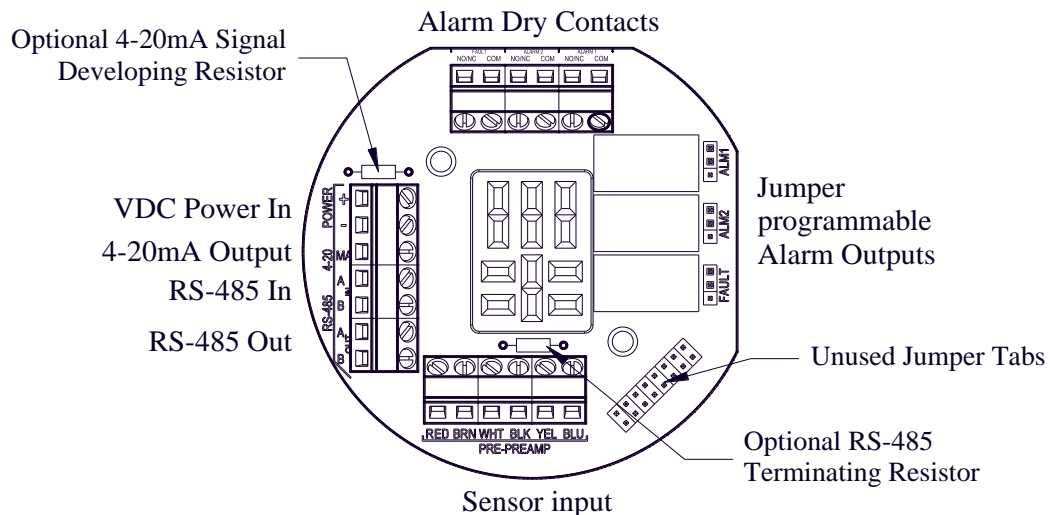 Alarm Dry Contacts
Optional 4-20mA Signal
Developing Resistor
FAULT ALARM 2 ALARM 1
NO/NC COM NO/NC COM NO/NC COM
ALM1
ALM2
FAULT
Jumper
programmable
Alarm Outputs
VDC Power In
4-20mA Output
RS-485 In
RS-485 Out
POWER
+
-
4-20
MA
RS-485
IN
A
B
OUT
A
B
Unused Jumper Tabs
RED BRN WHT BLK YEL BLU
PRE-PREAMP
Optional RS-485
Terminating Resistor
Sensor input